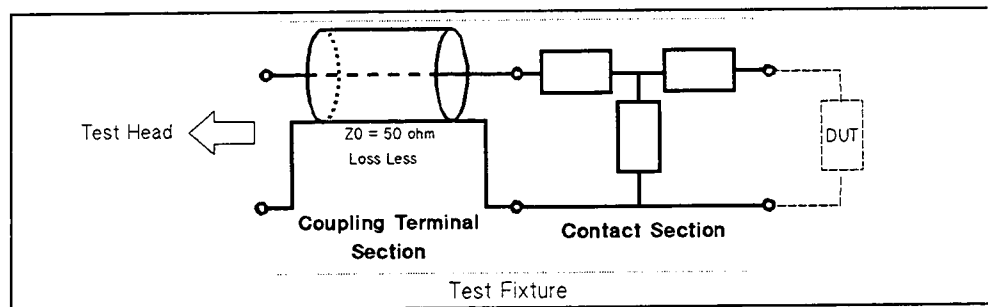 Test Head
DUT
Z0 = 50 ohm
Loss Less
Coupling Terminal
Section
Contact Section
Test Fixture